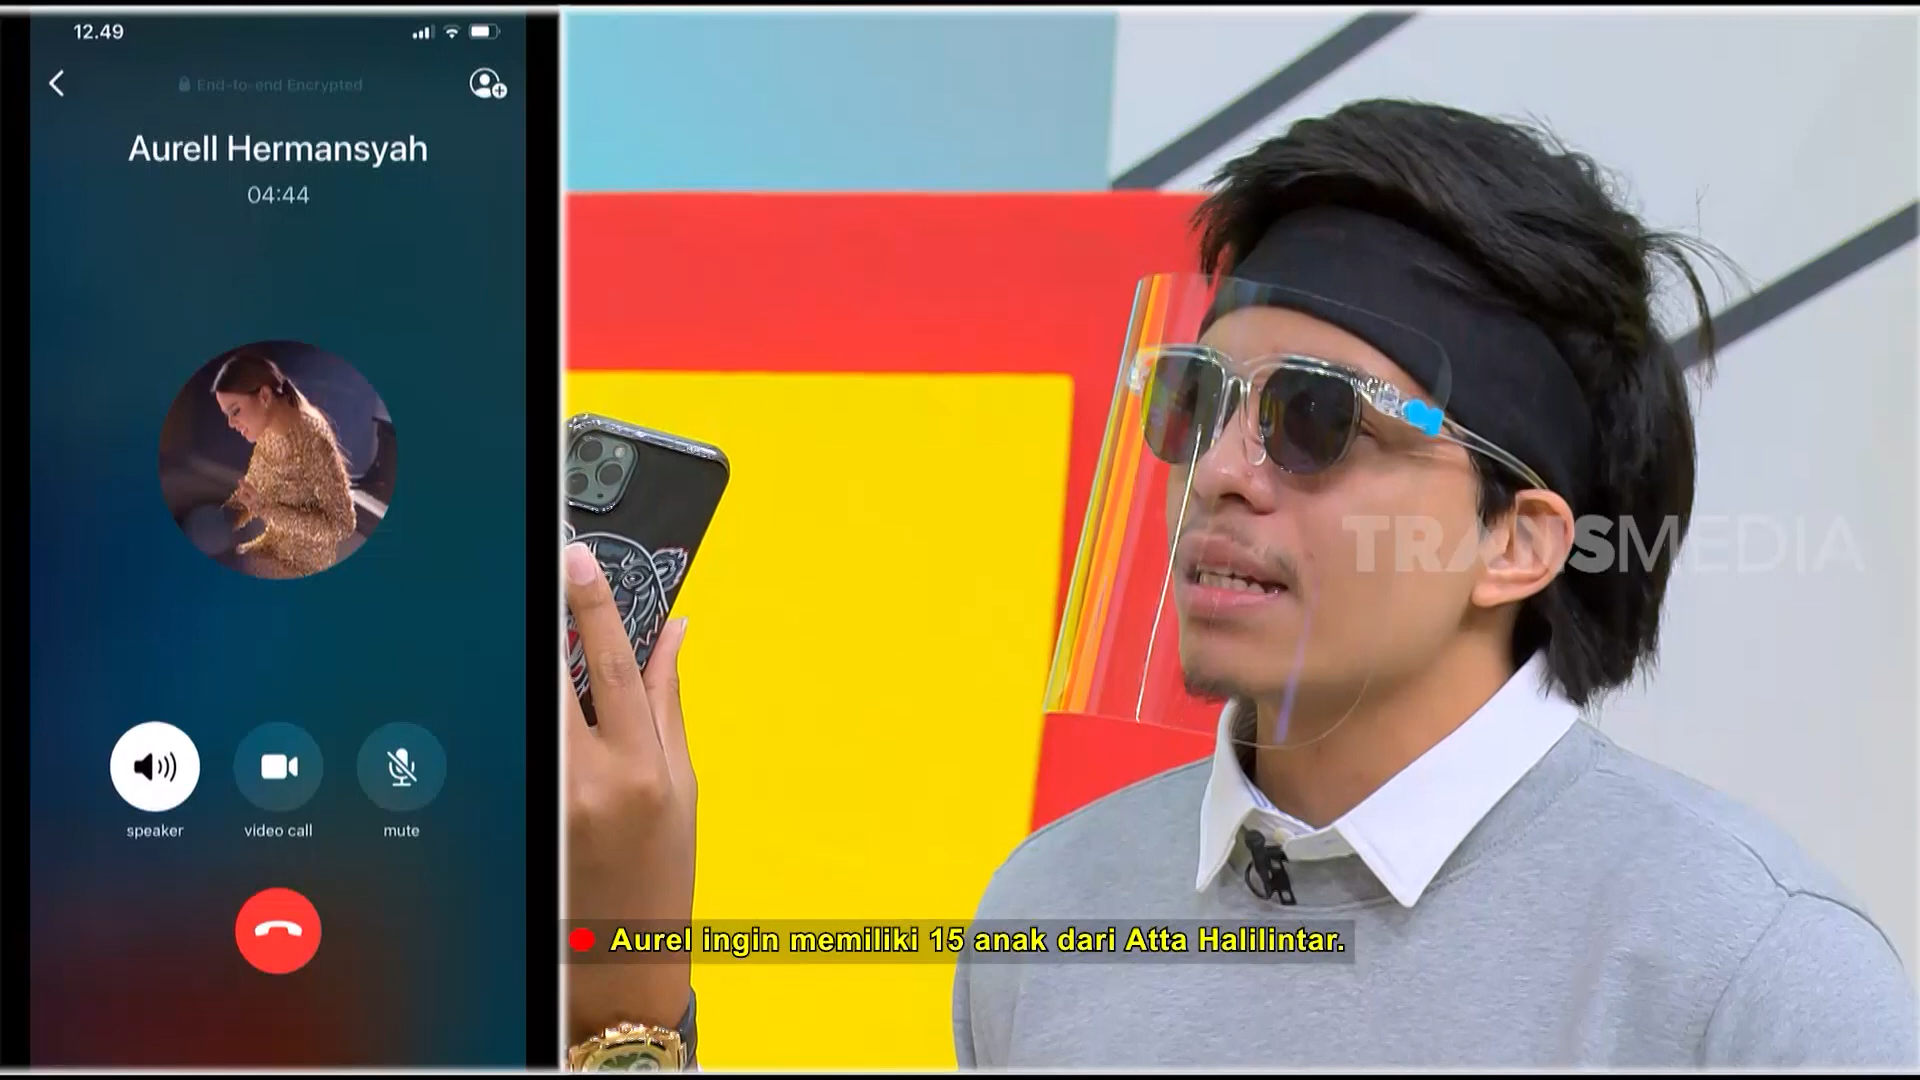 12.49
End-to-end Encrypted
Aurell Hermansyah
04:44
speaker
video call
mute
TRANSMEDIA
Aurel ingin memiliki 15 anak dari Atta Halilintar.